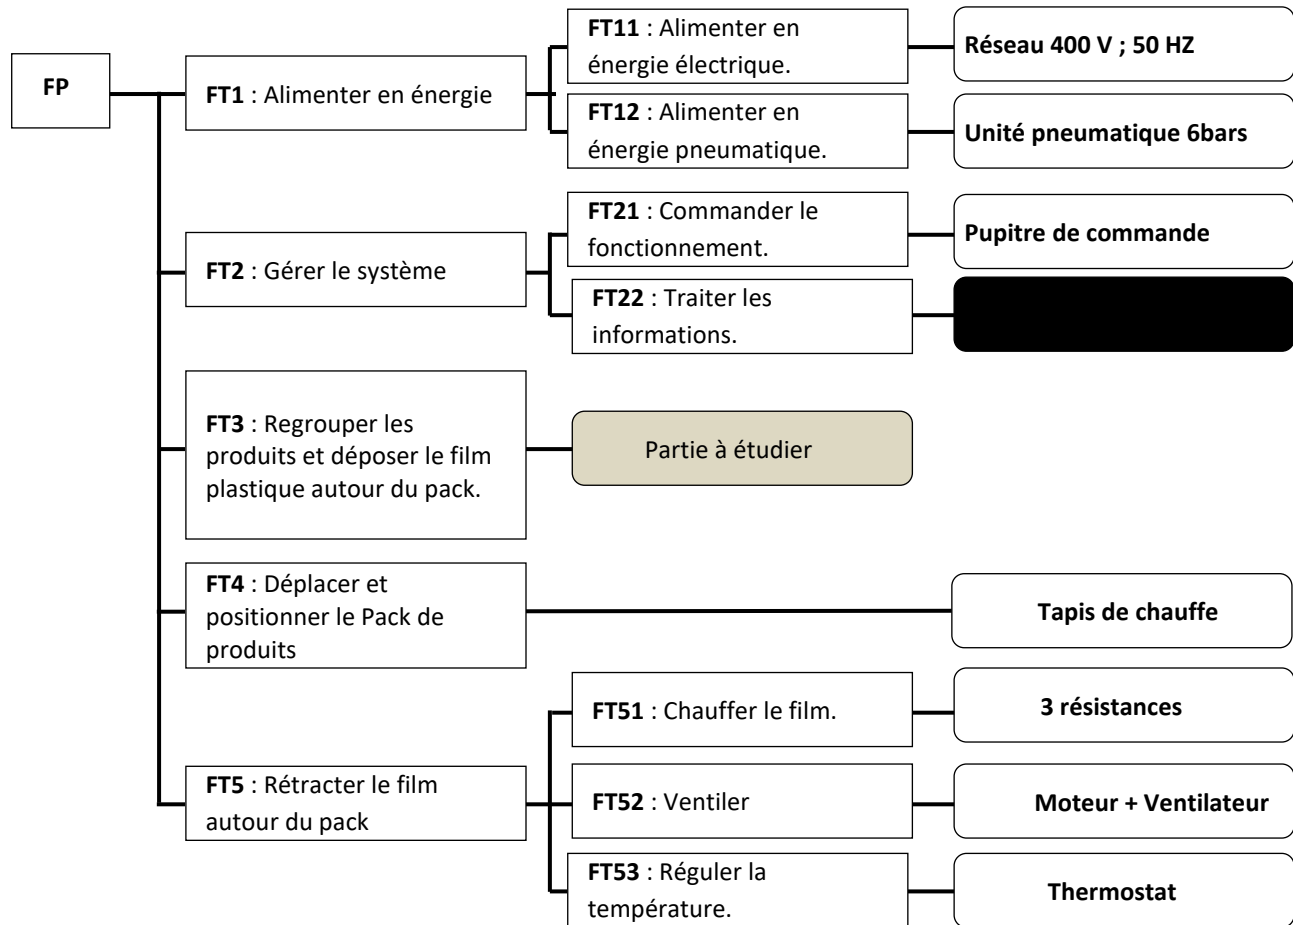 FP
FT1 : Alimenter en énergie
FT11 : Alimenter en
énergie électrique.
Réseau 400 V ; 50 HZ
FT12 : Alimenter en
énergie pneumatique.
Unité pneumatique 6bars
FT2 : Gérer le système
FT21 : Commander le
fonctionnement.
Pupitre de commande
FT22 : Traiter les
informations.
FT3 : Regrouper les
produits et déposer le film
plastique autour du pack.
Partie à étudier
FT4 : Déplacer et
positionner le Pack de
produits
Tapis de chauffe
FT5 : Rétracter le film
autour du pack
FT51 : Chauffer le film.
3 résistances
FT52 : Ventiler
Moteur + Ventilateur
FT53 : Réguler la
température.
Thermostat